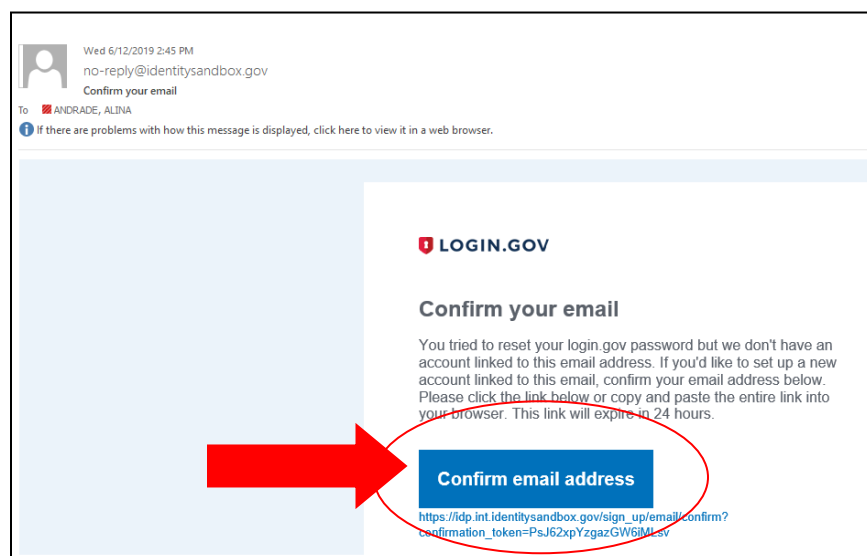 Wed 6/12/2019 2:45 PM
no-reply@identitysandbox.gov
Confirm your email
To ANDRADE, ALINA
If there are problems with how this message is displayed, click here to view it in a web browser.
LOGIN.GOV
Confirm your email
You tried to reset your login.gov password but we don't have an
account linked to this email address. If you'd like to set up a new
account linked to this email, confirm your email address below.
Please click the link below or copy and paste the entire link into
your browser. This link will expire in 24 hours.
Confirm email address
https://idp.int.identitysandbox.gov/sign_up/email/confirm?
confirmation_token=PsJ62xpYzgazGW6iMLsv